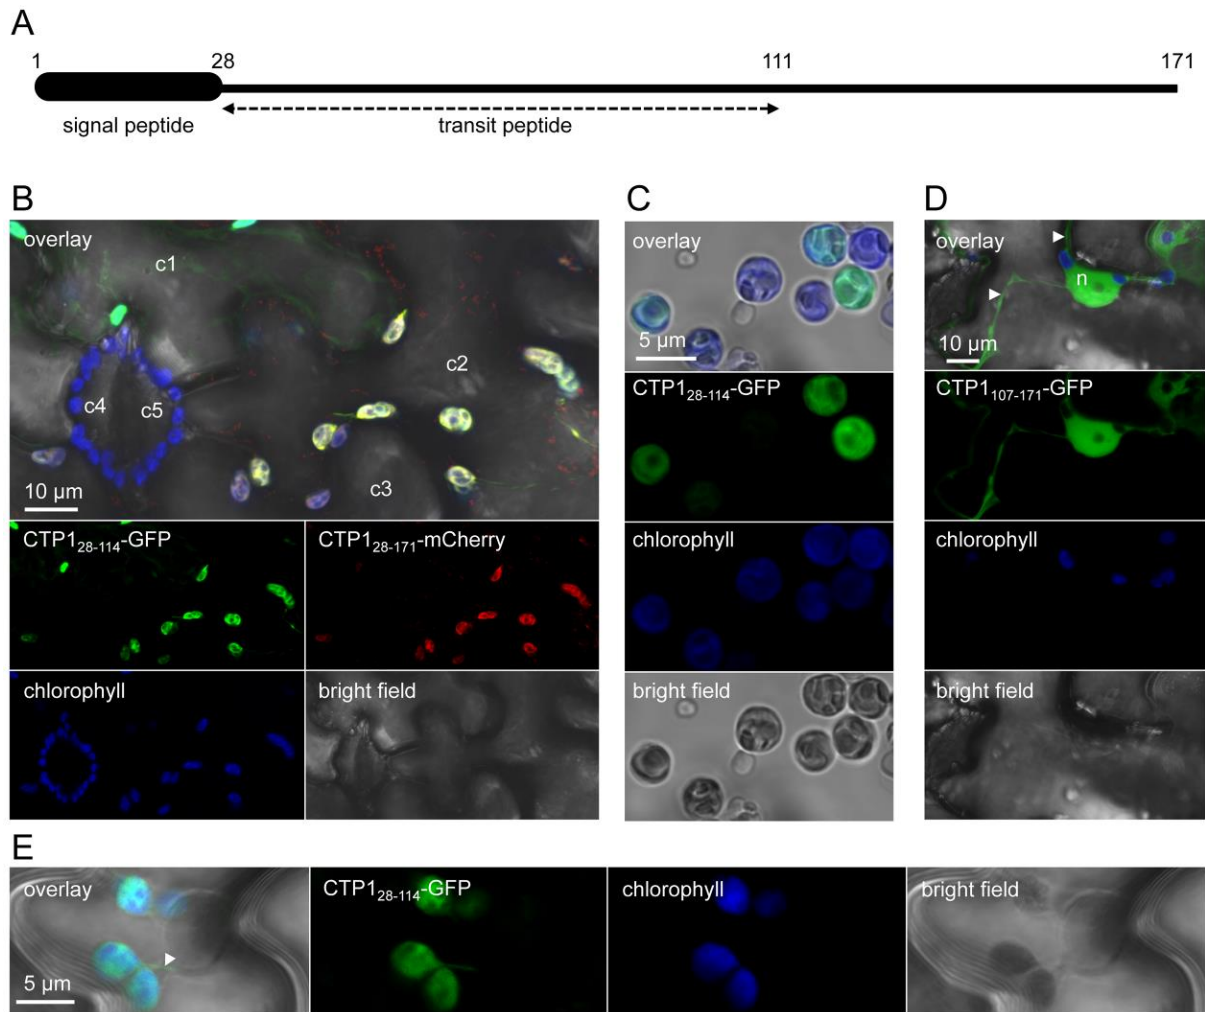 A
1 28 111 171
signal peptide transit peptide
B
overlay
c1
c2
c4 c5
c3
10 µm
CTP1₂₈₋₁₁₄-GFP CTP1₂₈₋₁₇₁-mCherry
chlorophyll bright field
C
overlay
5 µm
CTP1₂₈₋₁₁₄-GFP
chlorophyll
bright field
D
overlay
n
10 µm
CTP1₁₀₇₋₁₇₁-GFP
chlorophyll
bright field
E
overlay CTP1₂₈₋₁₁₄-GFP chlorophyll bright field
5 µm